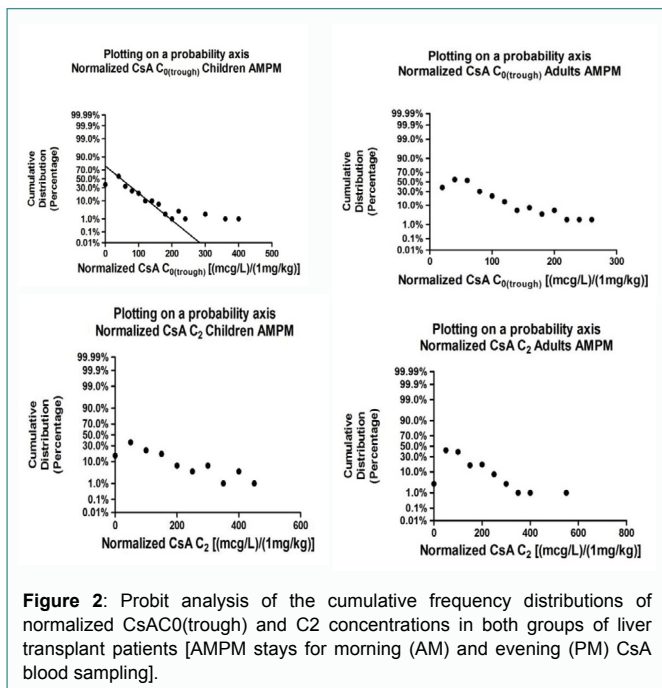 Plotting on a probability axis
Normalized CsA C0(trough) Children AMPM
Cumulative
Distribution
(Percentage)
99.99%
99.9%
99.0%
90.0%
70.0%
50.0%
30.0%
10.0%
1.0%
0.1%
0.01%
0 100 200 300 400 500
Normalized CsA C0(trough) [(mcg/L)/(1mg/kg)]
Plotting on a probability axis
Normalized CsA C0(trough) Adults AMPM
Cumulative
Distribution
(Percentage)
99.99%
99.9%
99.0%
90.0%
70.0%
50.0%
30.0%
10.0%
1.0%
0.1%
0.01%
0 100 200 300
Normalized CsA C0(trough) [(mcg/L)/(1mg/kg)]
Plotting on a probability axis
Normalized CsA C2 Children AMPM
Cumulative
Distribution
(Percentage)
99.99%
99.9%
99.0%
90.0%
70.0%
50.0%
30.0%
10.0%
1.0%
0.1%
0.01%
0 200 400 600
Normalized CsA C2 [(mcg/L)/(1mg/kg)]
Plotting on a probability axis
Normalized CsA C2 Adults AMPM
Cumulative
Distribution
(Percentage)
99.99%
99.9%
99.0%
90.0%
70.0%
50.0%
30.0%
10.0%
1.0%
0.1%
0.01%
0 200 400 600 800
Normalized CsA C2 [(mcg/L)/(1mg/kg)]
Figure 2: Probit analysis of the cumulative frequency distributions of
normalized CsAC0(trough) and C2 concentrations in both groups of liver
transplant patients [AMPM stays for morning (AM) and evening (PM) CsA
blood sampling].